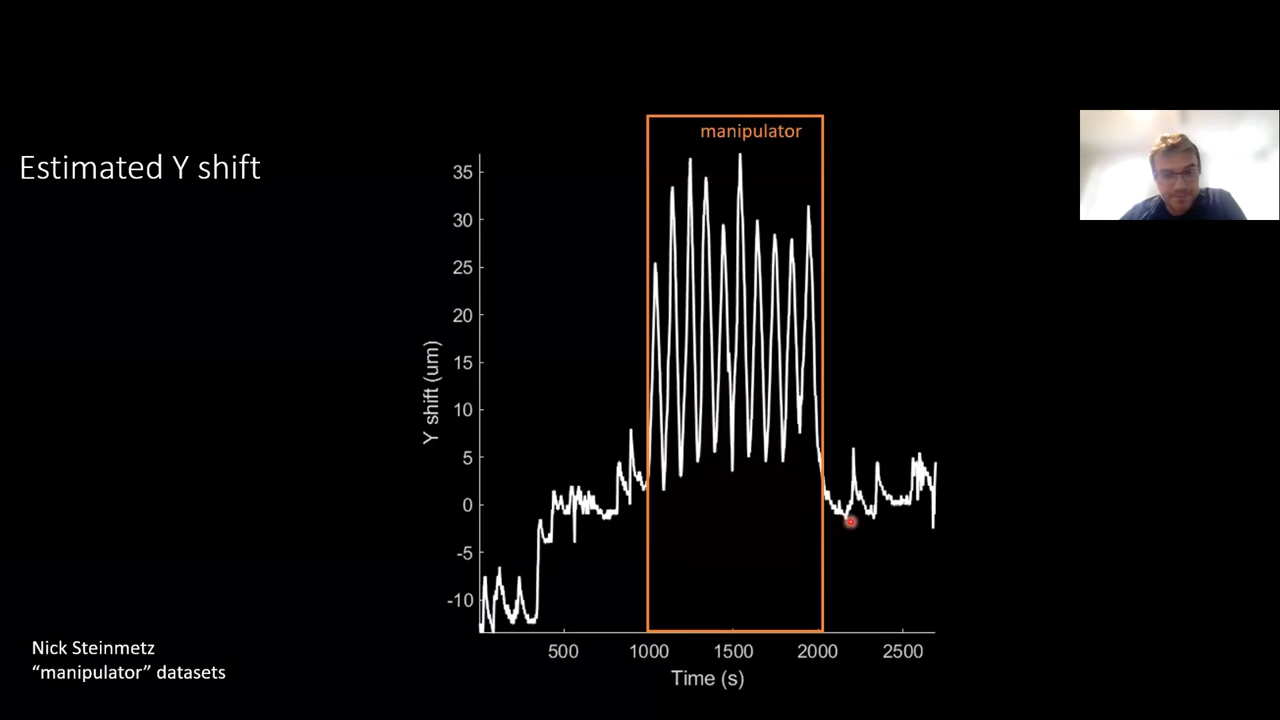 Estimated Y shift
manipulator
35
30
25
20
15
10
5
0
-5
-10
Y shift (um)
500 1000 1500 2000 2500
Time (s)
Nick Steinmetz
“manipulator” datasets